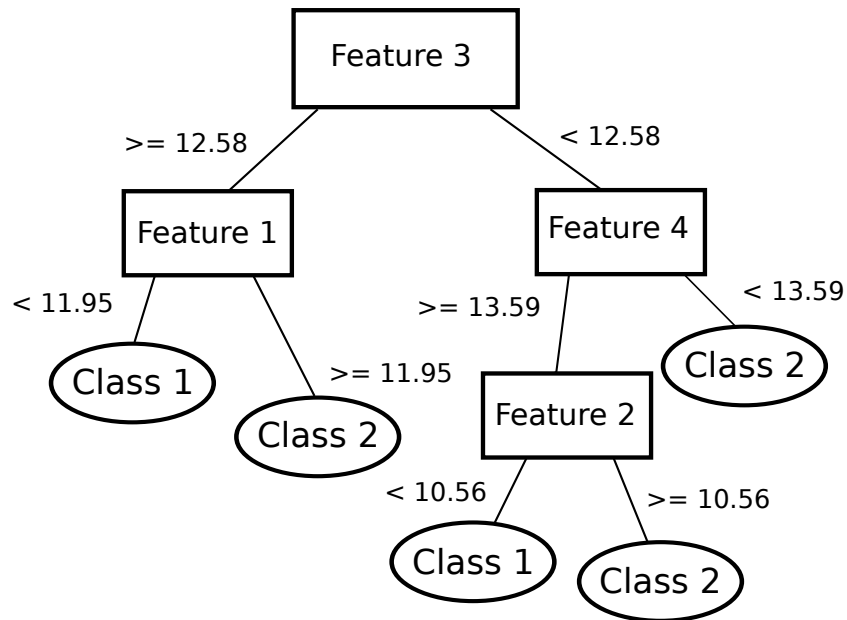 Feature 3
>= 12.58
< 12.58
Feature 1
Feature 4
< 11.95
>= 11.95
>= 13.59
< 13.59
Class 1
Class 2
Class 2
Feature 2
< 10.56
>= 10.56
Class 1
Class 2